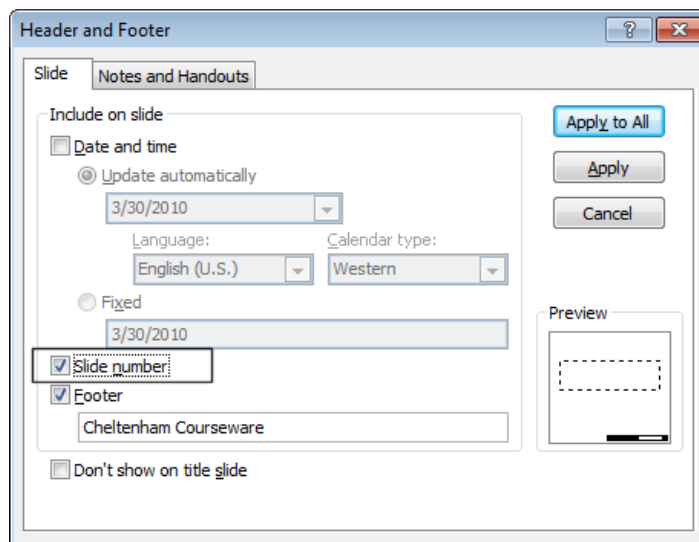 Header and Footer
Slide
Notes and Handouts
Include on slide
Date and time
Update automatically
3/30/2010
Language:
Calendar type:
English (U.S.)
Western
Fixed
3/30/2010
Slide number
Footer
Cheltenham Courseware
Don't show on title slide
Apply to All
Apply
Cancel
Preview